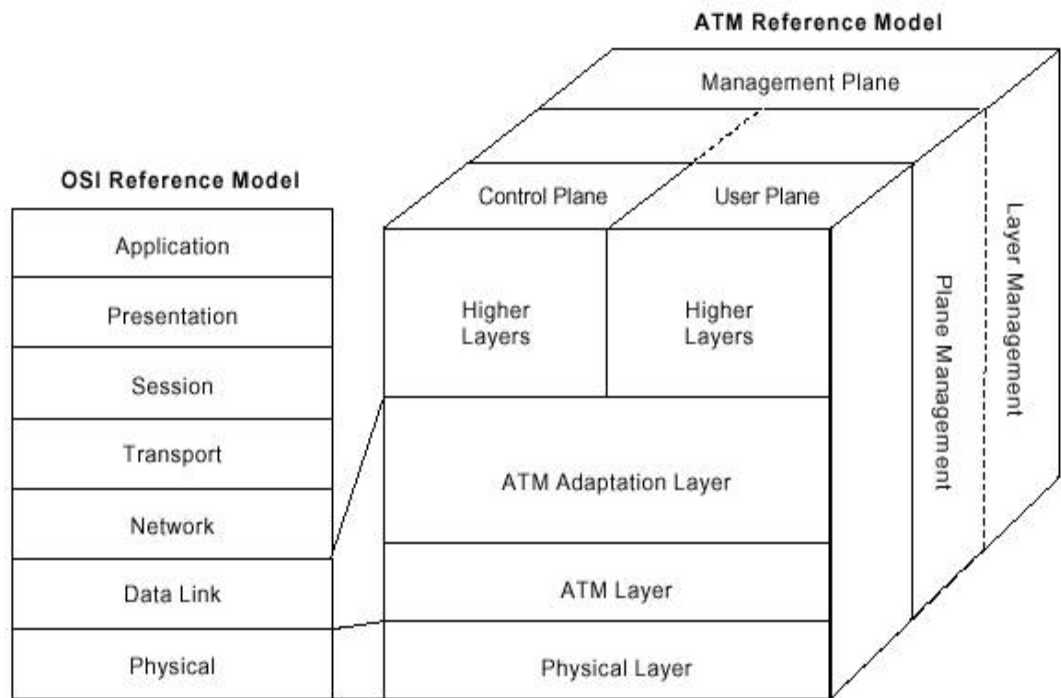 ATM Reference Model
Management Plane
OSI Reference Model
Control Plane
User Plane
Application
Presentation
Session
Transport
Network
Data Link
Physical
Higher
Layers
Higher
Layers
ATM Adaptation Layer
ATM Layer
Physical Layer
Plane Management
Layer Management